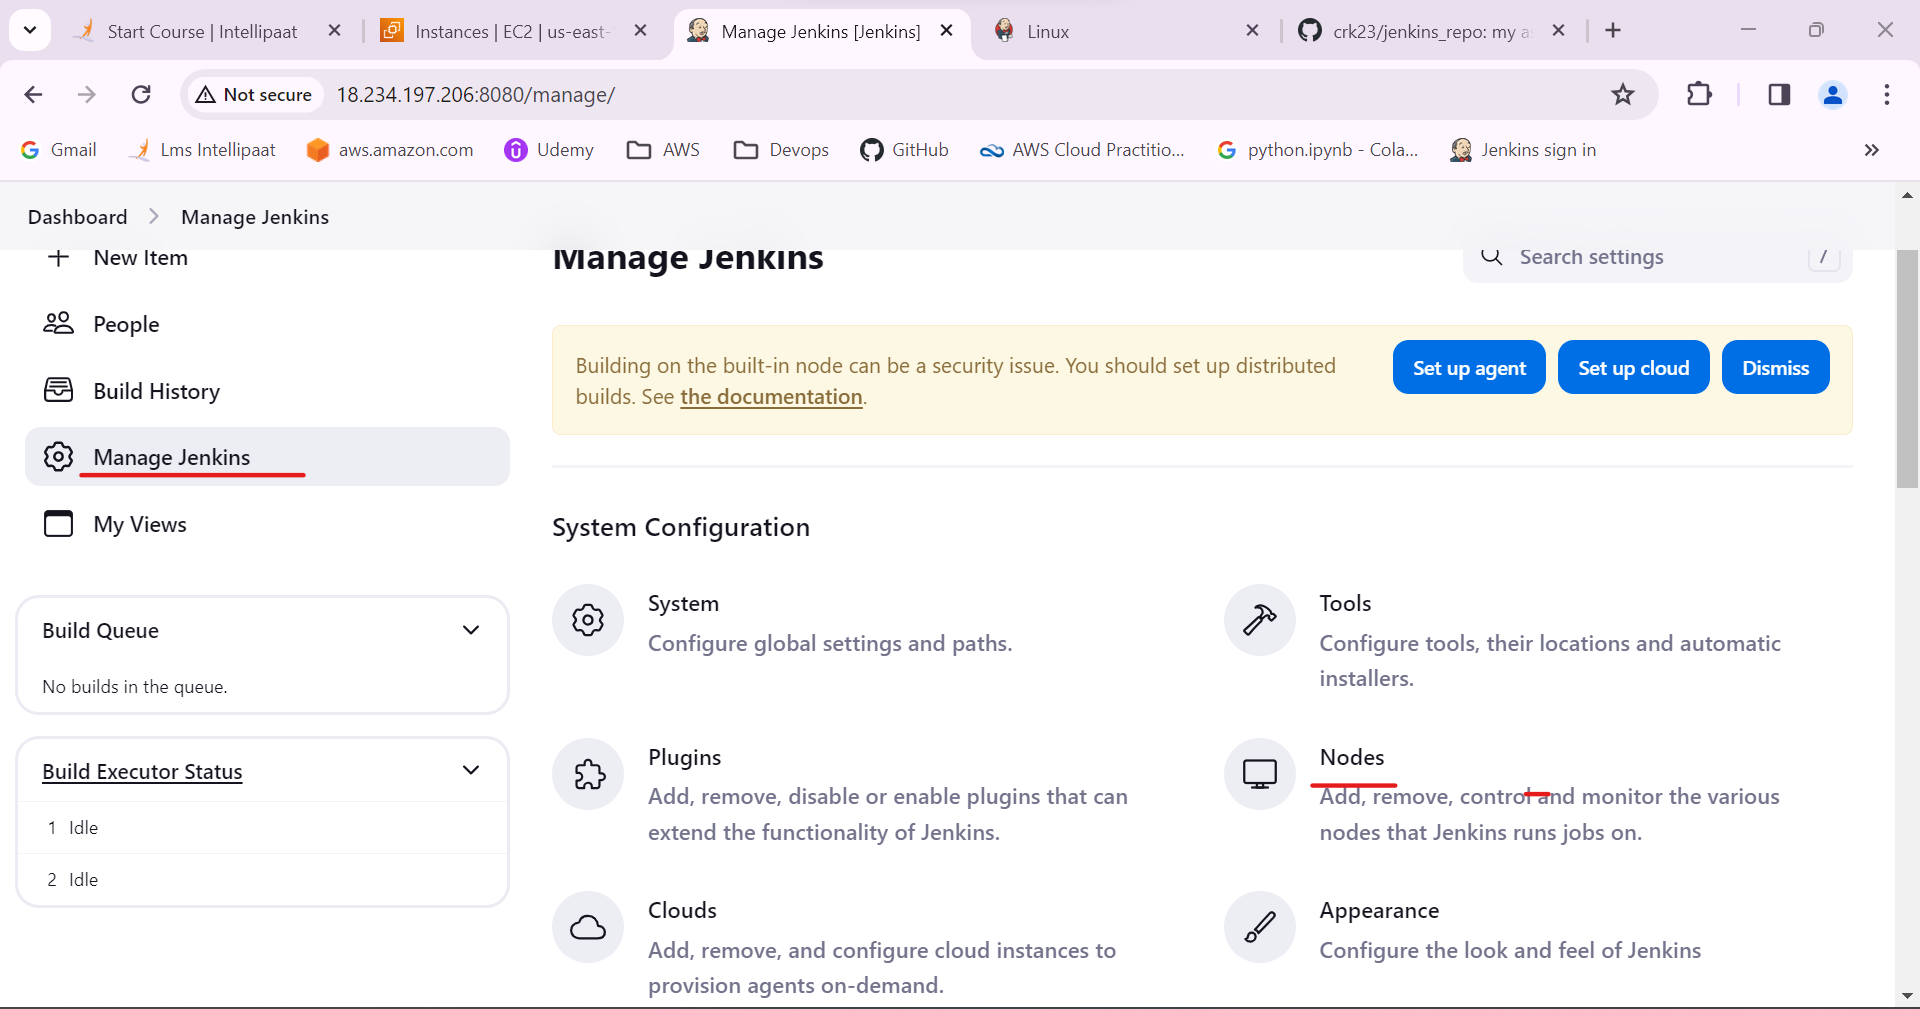 Start Course | Intellipaat
Instances | EC2 | us-east-
Manage Jenkins [Jenkins]
Linux
crk23/jenkins_repo: my as
Not secure
18.234.197.206:8080/manage/
Gmail
Lms Intellipaat
aws.amazon.com
Udemy
AWS
Devops
GitHub
AWS Cloud Practitio...
python.ipynb - Cola...
Jenkins sign in
Dashboard
Manage Jenkins
New Item
People
Build History
Manage Jenkins
My Views
Build Queue
No builds in the queue.
Build Executor Status
1 Idle
2 Idle
Manage Jenkins
Search settings
/
Building on the built-in node can be a security issue. You should set up distributed
builds. See the documentation.
Set up agent
Set up cloud
Dismiss
System Configuration
System
Configure global settings and paths.
Tools
Configure tools, their locations and automatic
installers.
Plugins
Add, remove, disable or enable plugins that can
extend the functionality of Jenkins.
Nodes
Add, remove, control and monitor the various
nodes that Jenkins runs jobs on.
Clouds
Add, remove, and configure cloud instances to
provision agents on-demand.
Appearance
Configure the look and feel of Jenkins